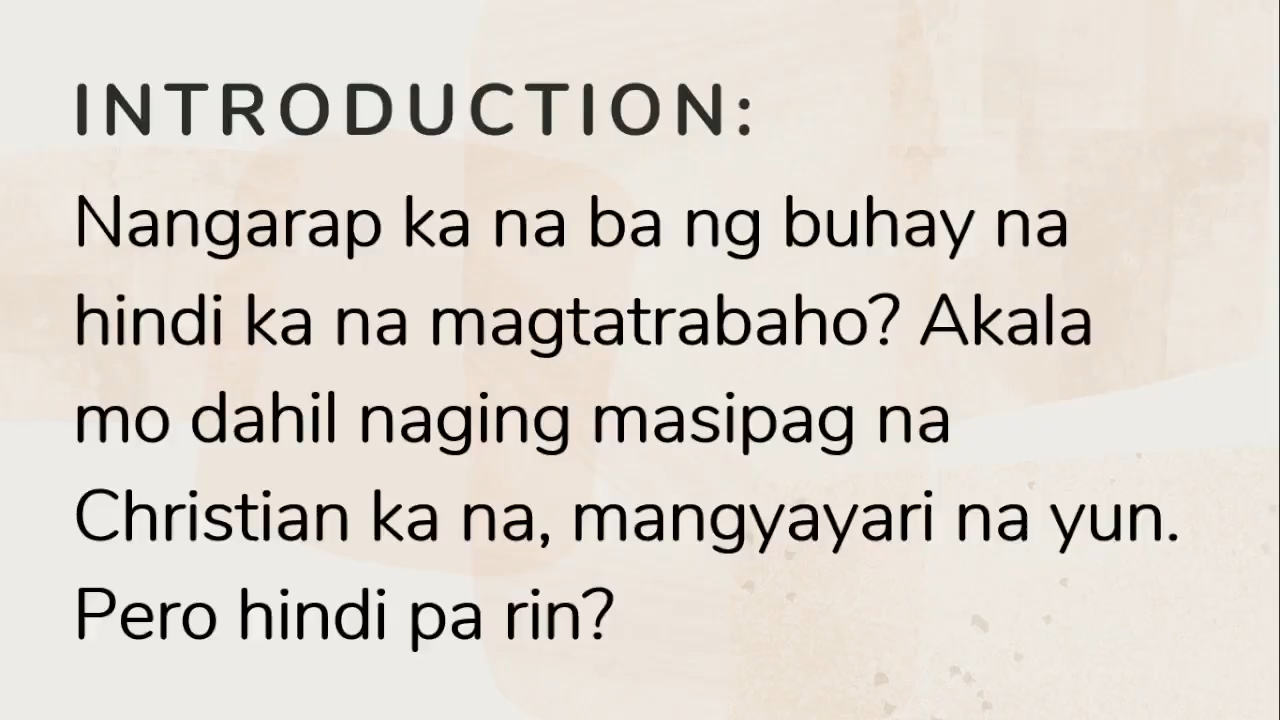 INTRODUCTION:
Nangarap ka na ba ng buhay na
hindi ka na magtatrabaho? Akala
mo dahil naging masipag na
Christian ka na, mangyayari na yun.
Pero hindi pa rin?